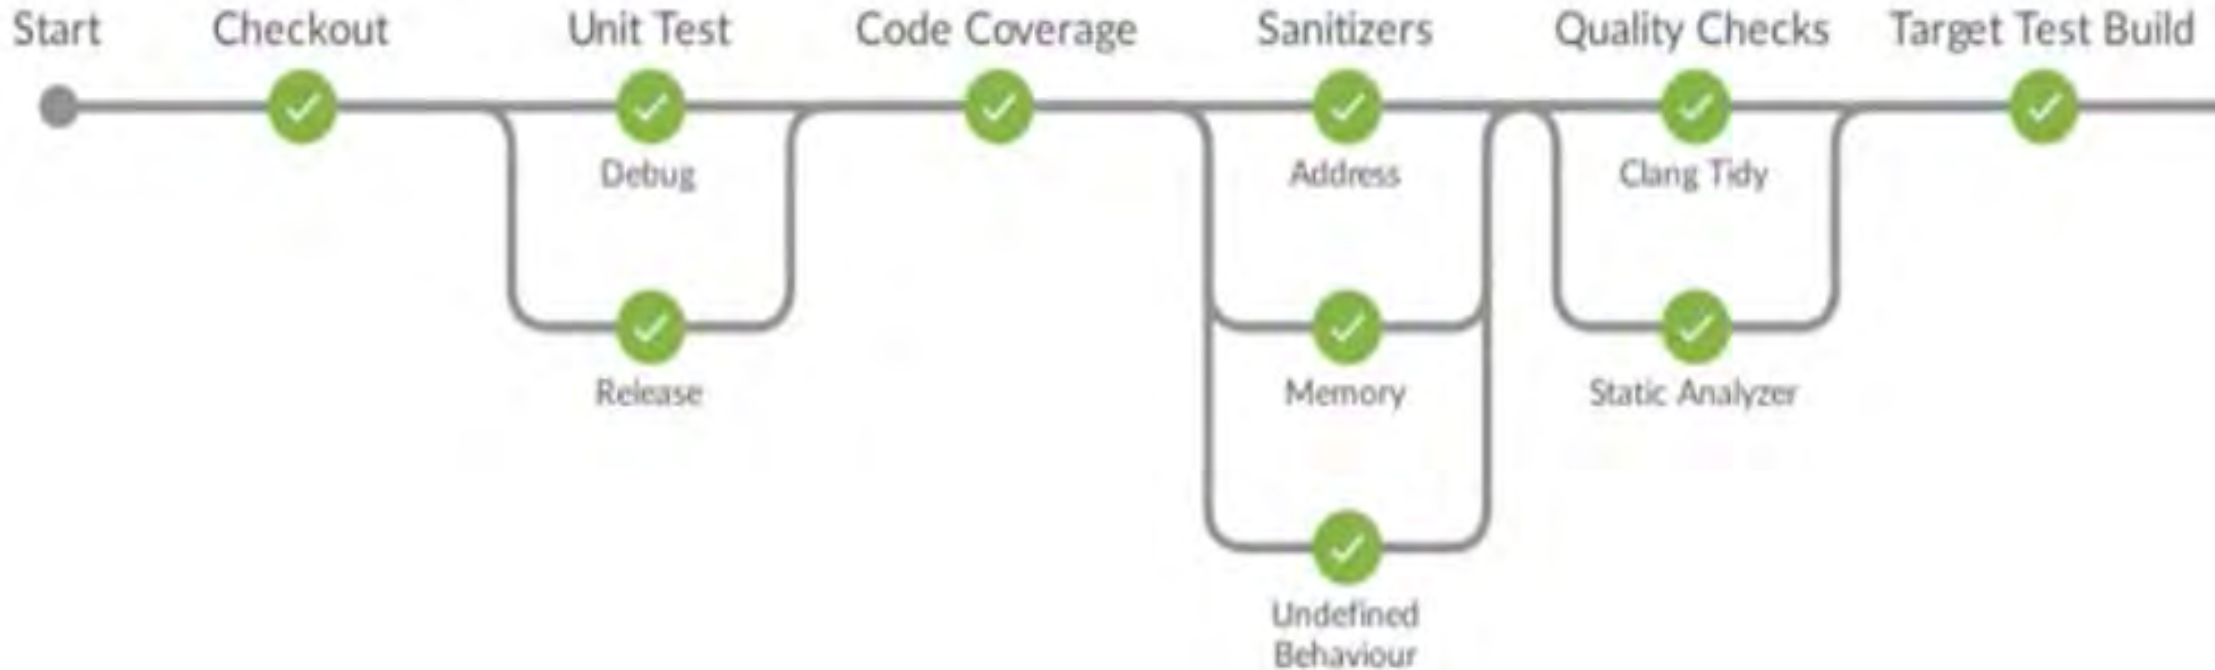 Start
Checkout
Unit Test
Code Coverage
Sanitizers
Quality Checks
Target Test Build
Debug
Address
Clang Tidy
Release
Memory
Static Analyzer
Undefined
Behaviour